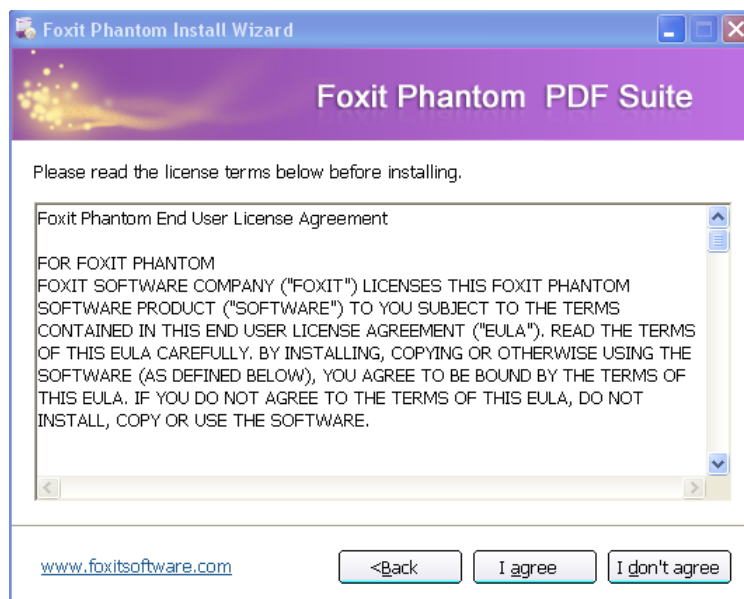 Foxit Phantom Install Wizard
Foxit Phantom PDF Suite
Please read the license terms below before installing.
Foxit Phantom End User License Agreement
FOR FOXIT PHANTOM
FOXIT SOFTWARE COMPANY ("FOXIT") LICENSES THIS FOXIT PHANTOM
SOFTWARE PRODUCT ("SOFTWARE") TO YOU SUBJECT TO THE TERMS
CONTAINED IN THIS END USER LICENSE AGREEMENT ("EULA"). READ THE TERMS
OF THIS EULA CAREFULLY. BY INSTALLING, COPYING OR OTHERWISE USING THE
SOFTWARE (AS DEFINED BELOW), YOU AGREE TO BE BOUND BY THE TERMS OF
THIS EULA. IF YOU DO NOT AGREE TO THE TERMS OF THIS EULA, DO NOT
INSTALL, COPY OR USE THE SOFTWARE.
www.foxitsoftware.com <Back I agree I don't agree